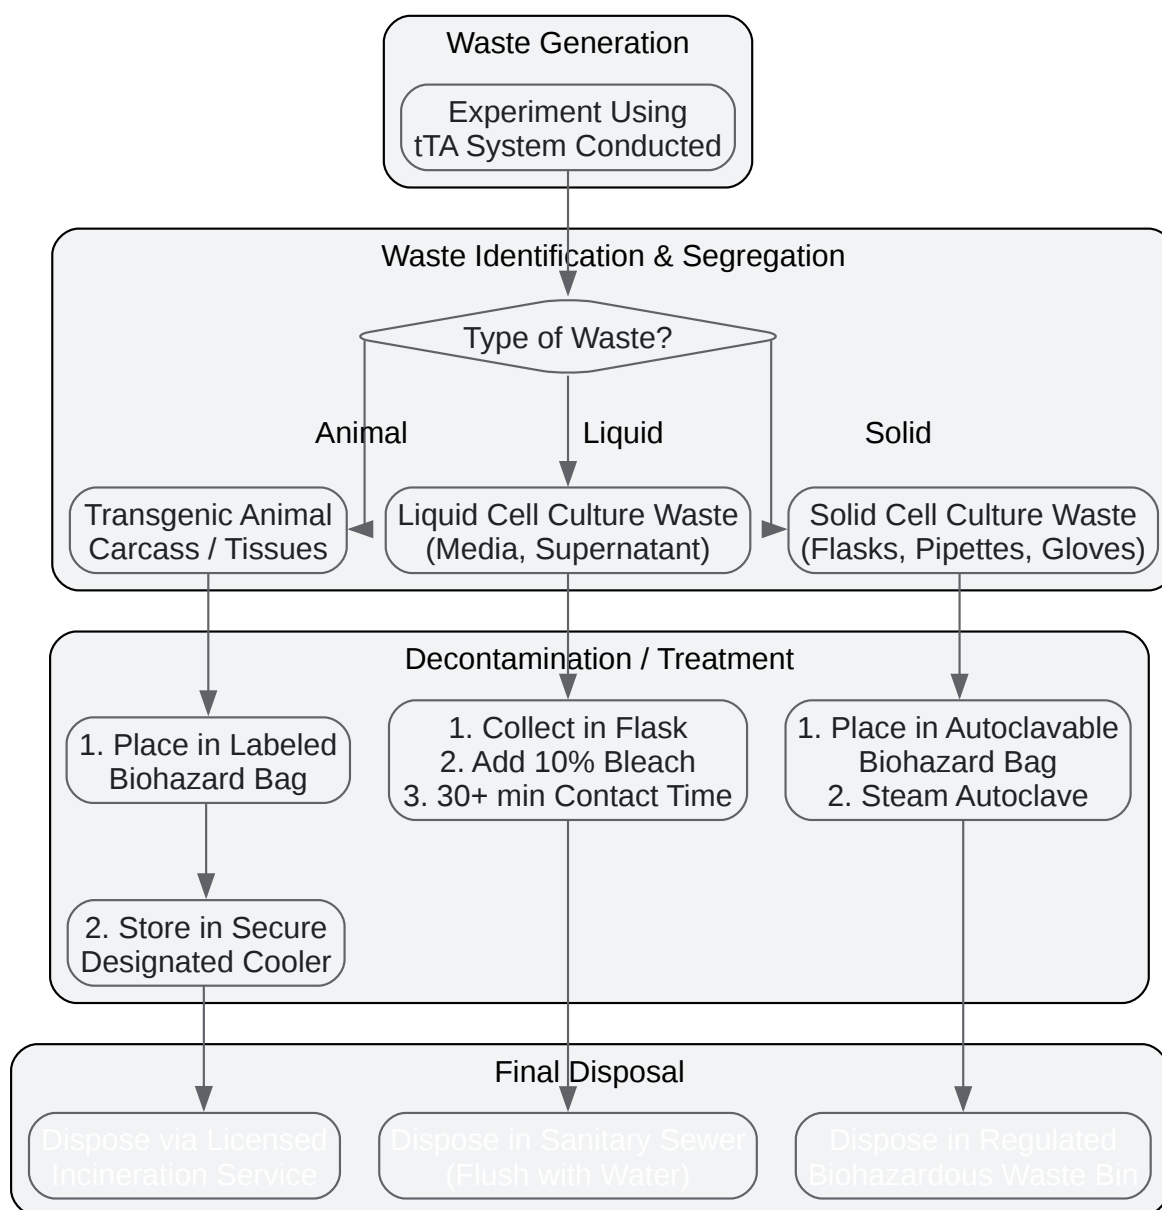 Waste Generation
Experiment Using
tTA System Conducted
Waste Identification & Segregation
Type of Waste?
Animal
Liquid
Solid
Transgenic Animal
Carcass / Tissues
Liquid Cell Culture Waste
(Media, Supernatant)
Solid Cell Culture Waste
(Flasks, Pipettes, Gloves)
Decontamination / Treatment
1. Place in Labeled
Biohazard Bag
1. Collect in Flask
2. Add 10% Bleach
3. 30+ min Contact Time
1. Place in Autoclavable
Biohazard Bag
2. Steam Autoclave
2. Store in Secure
Designated Cooler
Final Disposal
Dispose via Licensed
Incineration Service
Dispose in Sanitary Sewer
(Flush with Water)
Dispose in Regulated
Biohazardous Waste Bin